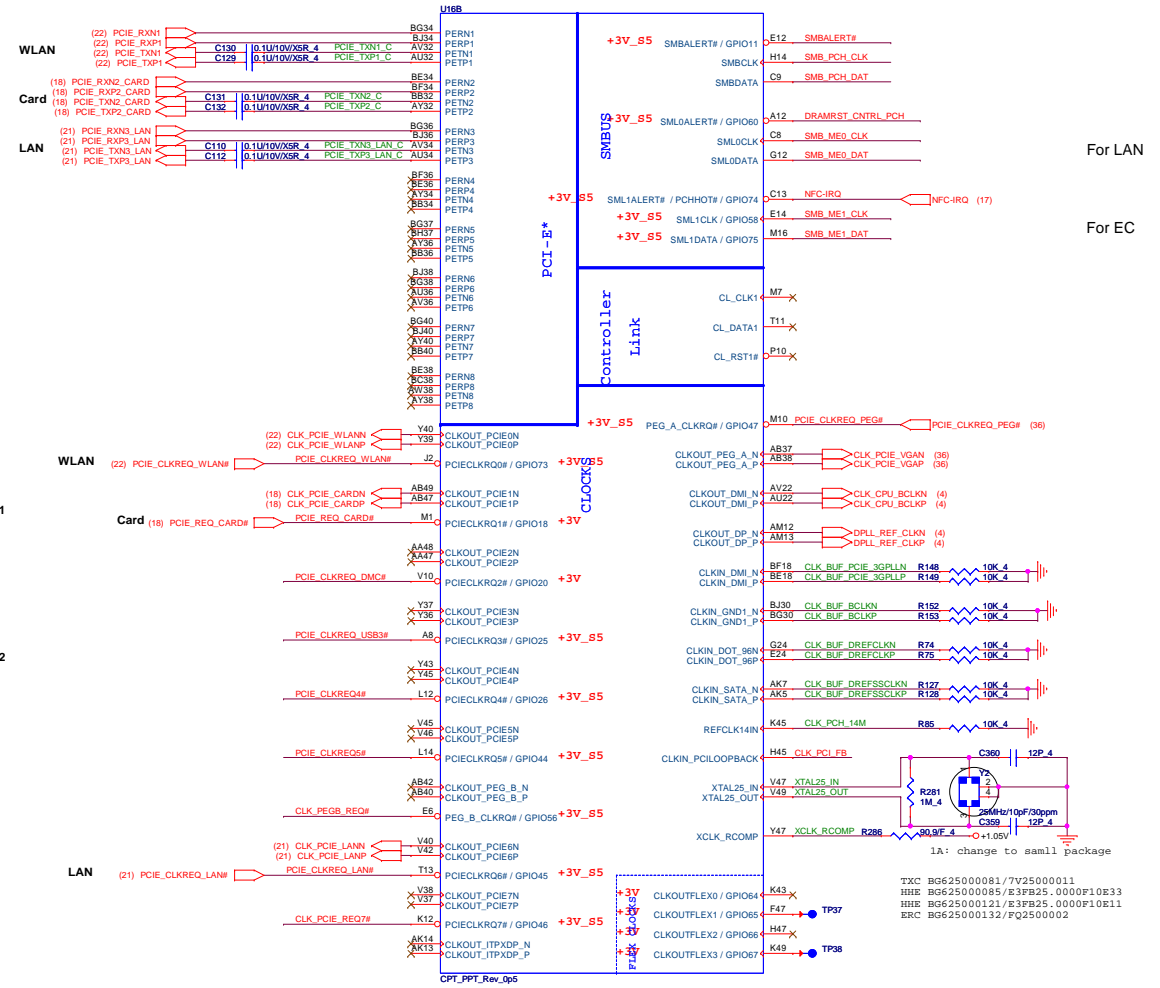 U16B
WLAN
(22) PCIE_RXN1 BG34 PERN1
(22) PCIE_RXP1 BJ34 PERP1
(22) PCIE_TXN1 C130 0.1U/10V/X5R_4 PCIE_TXN1_C AV32 PETN1
(22) PCIE_TXP1 C129 0.1U/10V/X5R_4 PCIE_TXP1_C AU32 PETP1
Card
(18) PCIE_RXN2_CARD BE34 PERN2
(18) PCIE_RXP2_CARD BF34 PERP2
(18) PCIE_TXN2_CARD C131 0.1U/10V/X5R_4 PCIE_TXN2_C BB32 PETN2
(18) PCIE_TXP2_CARD C132 0.1U/10V/X5R_4 PCIE_TXP2_C AY32 PETP2
LAN
(21) PCIE_RXN3_LAN BG36 PERN3
(21) PCIE_RXP3_LAN BJ36 PERP3
(21) PCIE_TXN3_LAN C110 0.1U/10V/X5R_4 PCIE_TXN3_LAN_C AV34 PETN3
(21) PCIE_TXP3_LAN C112 0.1U/10V/X5R_4 PCIE_TXP3_LAN_C AU34 PETP3
BF36 PERN4
BE36 PERP4
AY34 PETN4
BB34 PETP4
BG37 PERN5
BH37 PERP5
AY36 PETN5
BB36 PETP5
BJ38 PERN6
BG38 PERP6
AU36 PETN6
AV36 PETP6
BG40 PERN7
BJ40 PERP7
AY40 PETN7
BB40 PETP7
BE38 PERN8
BC38 PERP8
AW38 PETN8
AY38 PETP8
PCI-E*
(22) CLK_PCIE_WLANN Y40 CLKOUT_PCIE0N
(22) CLK_PCIE_WLANP Y39 CLKOUT_PCIE0P
WLAN (22) PCIE_CLKREQ_WLAN# PCIE_CLKREQ_WLAN# J2 PCIECLKRQ0# / GPIO73 +3V_S5
(18) CLK_PCIE_CARDN AB49 CLKOUT_PCIE1N
(18) CLK_PCIE_CARDP AB47 CLKOUT_PCIE1P
1
Card (18) PCIE_REQ_CARD# PCIE_REQ_CARD# M1 PCIECLKRQ1# / GPIO18 +3V
AA48 CLKOUT_PCIE2N
AA47 CLKOUT_PCIE2P
PCIE_CLKREQ_DMC# V10 PCIECLKRQ2# / GPIO20 +3V
Y37 CLKOUT_PCIE3N
Y36 CLKOUT_PCIE3P
PCIE_CLKREQ_USB3# A8 PCIECLKRQ3# / GPIO25 +3V_S5
2
Y43 CLKOUT_PCIE4N
Y45 CLKOUT_PCIE4P
PCIE_CLKREQ4# L12 PCIECLKRQ4# / GPIO26 +3V_S5
V45 CLKOUT_PCIE5N
V46 CLKOUT_PCIE5P
PCIE_CLKREQ5# L14 PCIECLKRQ5# / GPIO44 +3V_S5
AB42 CLKOUT_PEG_B_N
AB40 CLKOUT_PEG_B_P
CLK_PEGB_REQ# E6 PEG_B_CLKRQ# / GPIO56 +3V_S5
(21) CLK_PCIE_LANN V40 CLKOUT_PCIE6N
(21) CLK_PCIE_LANP V42 CLKOUT_PCIE6P
LAN (21) PCIE_CLKREQ_LAN# PCIE_CLKREQ_LAN# T13 PCIECLKRQ6# / GPIO45 +3V_S5
V38 CLKOUT_PCIE7N
V37 CLKOUT_PCIE7P
CLK_PCIE_REQ7# K12 PCIECLKRQ7# / GPIO46 +3V_S5
AK14 CLKOUT_ITPXDP_N
AK13 CLKOUT_ITPXDP_P
CPT_PPT_Rev_0p5
SMBUS
+3V_S5 SMBALERT# / GPIO11 E12 SMBALERT#
SMBCLK H14 SMB_PCH_CLK
SMBDATA C9 SMB_PCH_DAT
+3V_S5 SML0ALERT# / GPIO60 A12 DRAMRST_CNTRL_PCH
SML0CLK C8 SMB_ME0_CLK
For LAN
SML0DATA G12 SMB_ME0_DAT
+3V_S5 SML1ALERT# / PCHHOT# / GPIO74 C13 NFC-IRQ NFC-IRQ (17)
+3V_S5 SML1CLK / GPIO58 E14 SMB_ME1_CLK
For EC
+3V_S5 SML1DATA / GPIO75 M16 SMB_ME1_DAT
Controller
Link
CL_CLK1 M7
CL_DATA1 T11
CL_RST1# P10
CLOCKS
+3V_S5 PEG_A_CLKRQ# / GPIO47 M10 PCIE_CLKREQ_PEG# PCIE_CLKREQ_PEG# (36)
CLKOUT_PEG_A_N AB37 CLK_PCIE_VGAN (36)
CLKOUT_PEG_A_P AB38 CLK_PCIE_VGAP (36)
CLKOUT_DMI_N AV22 CLK_CPU_BCLKN (4)
CLKOUT_DMI_P AU22 CLK_CPU_BCLKP (4)
CLKOUT_DP_N AM12 DPLL_REF_CLKN (4)
CLKOUT_DP_P AM13 DPLL_REF_CLKP (4)
CLKIN_DMI_N BF18 CLK_BUF_PCIE_3GPLLN R148 10K_4
CLKIN_DMI_P BE18 CLK_BUF_PCIE_3GPLLP R149 10K_4
CLKIN_GND1_N BJ30 CLK_BUF_BCLKN R152 10K_4
CLKIN_GND1_P BG30 CLK_BUF_BCLKP R153 10K_4
CLKIN_DOT_96N G24 CLK_BUF_DREFCLKN R74 10K_4
CLKIN_DOT_96P E24 CLK_BUF_DREFCLKP R75 10K_4
CLKIN_SATA_N AK7 CLK_BUF_DREFSSCLKN R127 10K_4
CLKIN_SATA_P AK5 CLK_BUF_DREFSSCLKP R128 10K_4
REFCLK14IN K45 CLK_PCH_14M R85 10K_4
CLKIN_PCILOOPBACK H45 CLK_PCI_FB
C360 12P_4
XTAL25_IN V47 XTAL25_IN
XTAL25_OUT V49 XTAL25_OUT
R281
1M_4
Y2
1
2
4
3
25MHz/10pF/30ppm
C359 12P_4
XCLK_RCOMP Y47 XCLK_RCOMP R286 90.9/F_4 +1.05V
1A: change to samll package
TXC BG625000081/7V25000011
HHE BG625000085/E3FB25.0000F10E33
HHE BG625000121/E3FB25.0000F10E11
ERC BG625000132/FQ2500002
FLEX CLOCKS
+3V CLKOUTFLEX0 / GPIO64 K43
+3V CLKOUTFLEX1 / GPIO65 F47 TP37
+3V CLKOUTFLEX2 / GPIO66 H47
+3V CLKOUTFLEX3 / GPIO67 K49 TP38